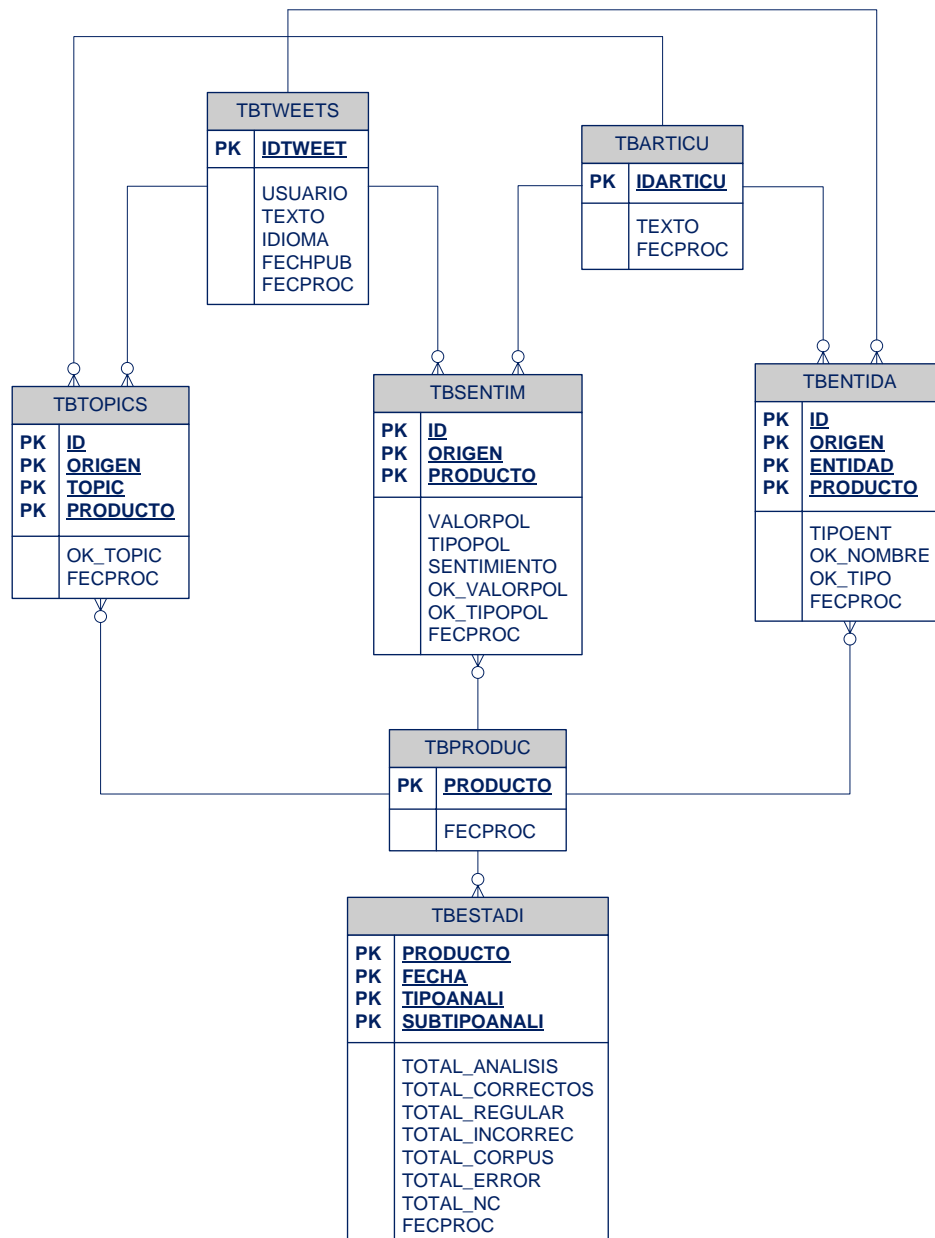 TBTWEETS
PK IDTWEET
USUARIO
TEXTO
IDIOMA
FECHPUB
FECPROC
TBARTICU
PK IDARTICU
TEXTO
FECPROC
TBTOPICS
PK ID
PK ORIGEN
PK TOPIC
PK PRODUCTO
OK_TOPIC
FECPROC
TBSENTIM
PK ID
PK ORIGEN
PK PRODUCTO
VALORPOL
TIPOPOL
SENTIMIENTO
OK_VALORPOL
OK_TIPOPOL
FECPROC
TBENTIDA
PK ID
PK ORIGEN
PK ENTIDAD
PK PRODUCTO
TIPOENT
OK_NOMBRE
OK_TIPO
FECPROC
TBPRODUC
PK PRODUCTO
FECPROC
TBESTADI
PK PRODUCTO
PK FECHA
PK TIPOANALI
PK SUBTIPOANALI
TOTAL_ANALISIS
TOTAL_CORRECTOS
TOTAL_REGULAR
TOTAL_INCORREC
TOTAL_CORPUS
TOTAL_ERROR
TOTAL_NC
FECPROC